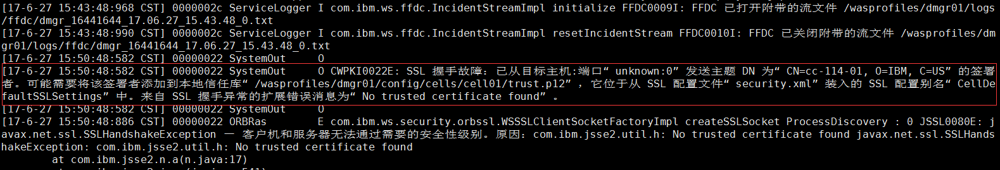 [17-6-27 15:43:48:968 CST] 0000002c ServiceLogger I com.ibm.ws.ffdc.IncidentStreamImpl initialize FFDC0009I: FFDC 已打开附带的流文件 /wasprofiles/dmgr01/logs
/ffdc/dmgr_16441644_17.06.27_15.43.48_0.txt
[17-6-27 15:43:48:990 CST] 0000002c ServiceLogger I com.ibm.ws.ffdc.IncidentStreamImpl resetIncidentStream FFDC0010I: FFDC 已关闭附带的流文件 /wasprofiles/dm
gr01/logs/ffdc/dmgr_16441644_17.06.27_15.43.48_0.txt
[17-6-27 15:50:48:582 CST] 00000022 SystemOut     O
[17-6-27 15:50:48:582 CST] 00000022 SystemOut     O CWPKI0022E: SSL 握手故障：已从目标主机:端口“ unknown:0” 发送主题 DN 为“ CN=cc-114-01, O=IBM, C=US” 的签署
者。可能需要将该签署者添加到本地信任库“ /wasprofiles/dmgr01/config/cells/cell01/trust.p12” ，它位于从 SSL 配置文件“ security.xml” 装入的 SSL 配置别名“ CellDe
faultSSLSettings” 中。来自 SSL 握手异常的扩展错误消息为“ No trusted certificate found” 。
[17-6-27 15:50:48:582 CST] 00000022 SystemOut     O
[17-6-27 15:50:48:886 CST] 00000022 ORBRas        E com.ibm.ws.security.orbssl.WSSSLClientSocketFactoryImpl createSSLSocket ProcessDiscovery : 0 JSSL0080E: j
avax.net.ssl.SSLHandshakeException － 客户机和服务器无法通过需要的安全性级别。原因：com.ibm.jsse2.util.h: No trusted certificate found javax.net.ssl.SSLHands
hakeException: com.ibm.jsse2.util.h: No trusted certificate found
at com.ibm.jsse2.n.a(n.java:17)